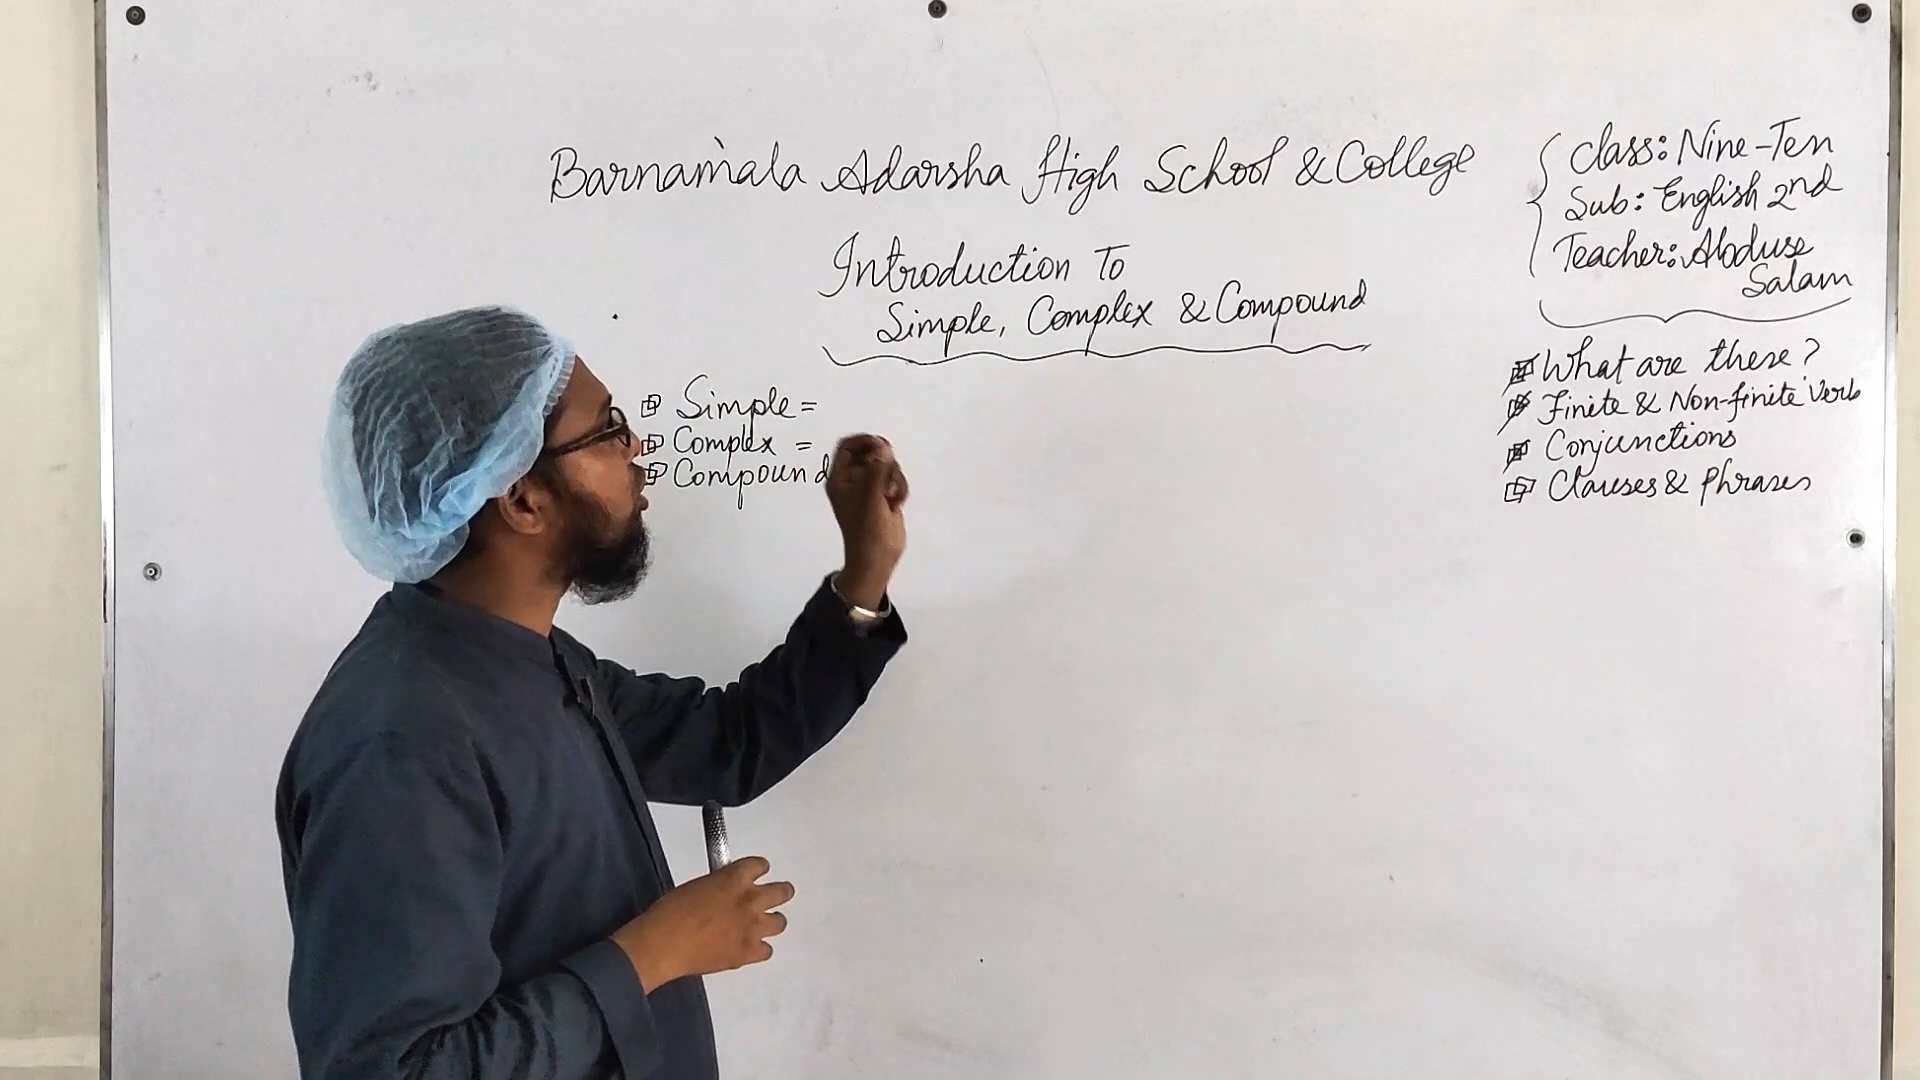 Barnamala Adarsha High School & College
Introduction To
Simple, Complex & Compound
Simple =
Complex =
Compound
Class: Nine-Ten
Sub: English 2nd
Teacher: Abduse
Salam
What are these?
Finite & Non-finite Verb
Conjunctions
Clauses & Phrases